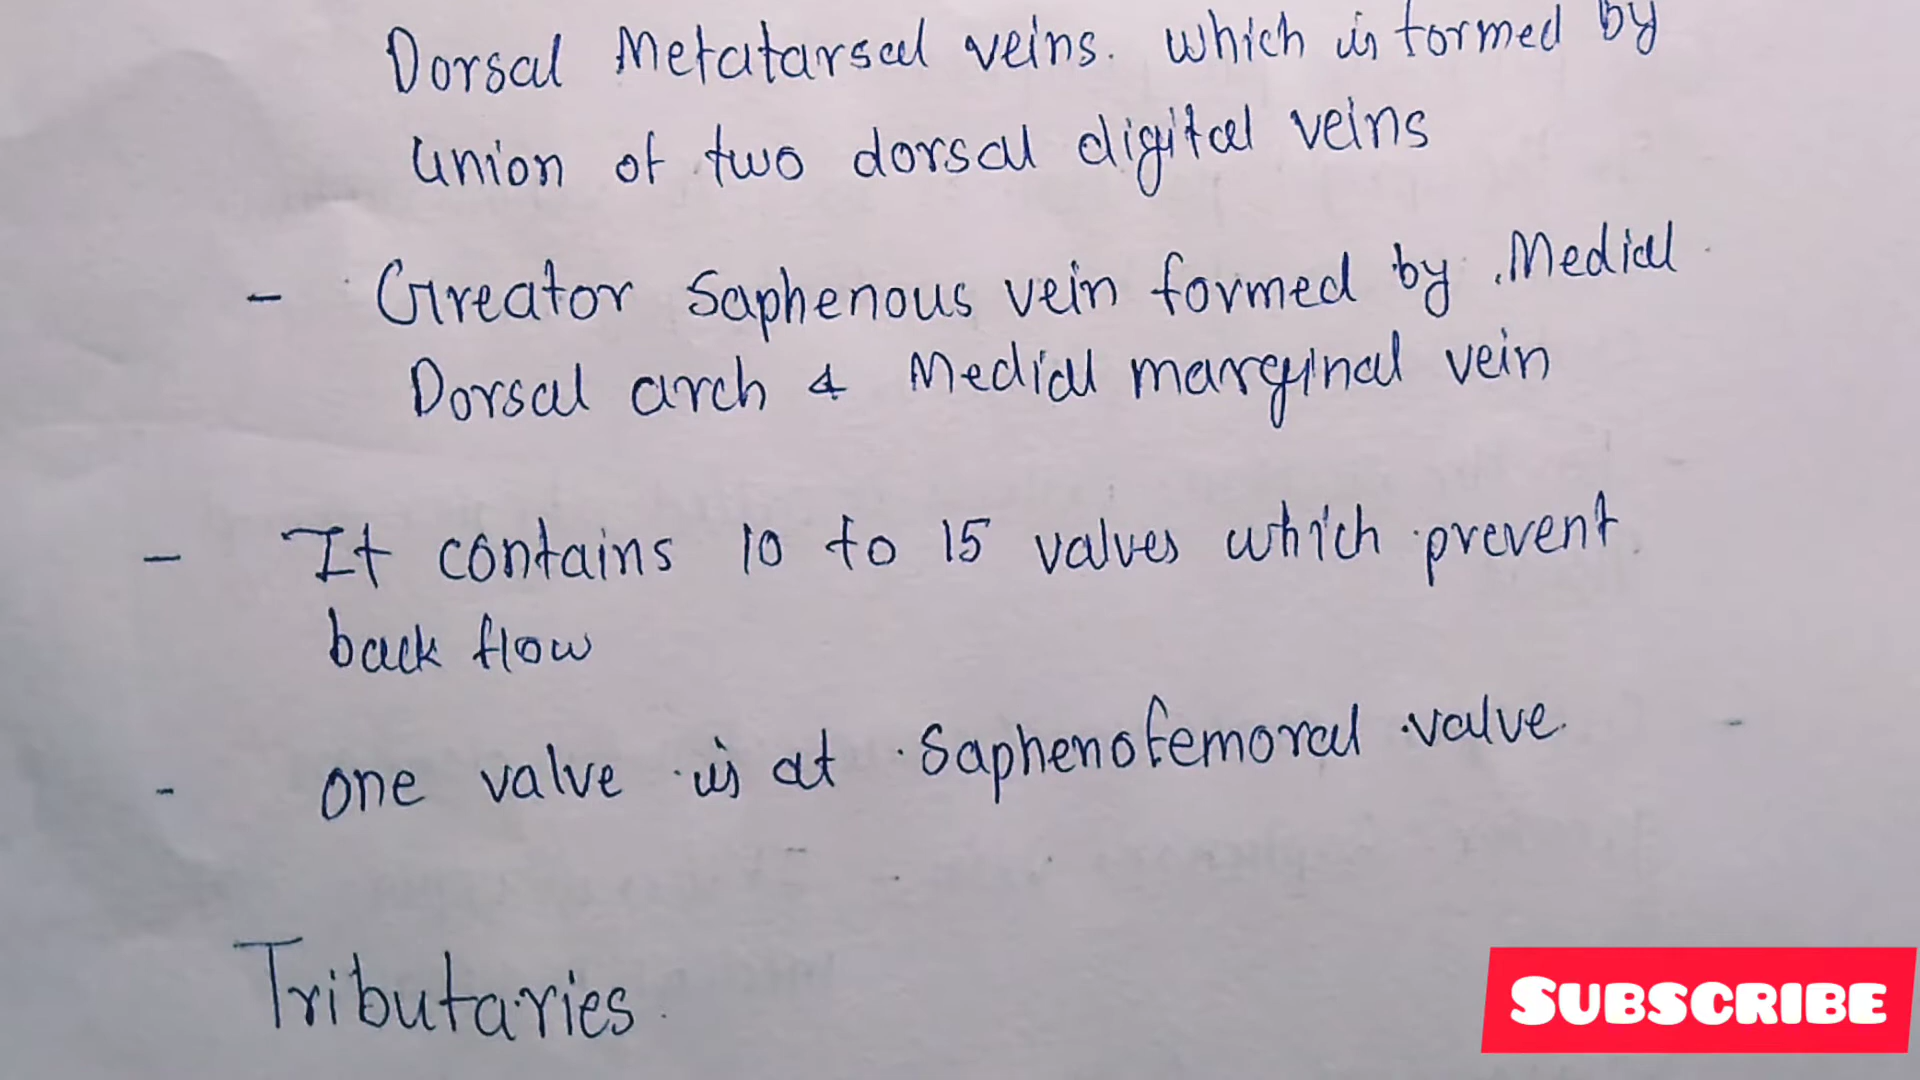 Dorsal Metatarsal veins. which is formed by
union of two dorsal digital veins
- Greator Saphenous vein formed by Medial
Dorsal arch & Medial marginal vein
- It contains 10 to 15 valves which prevent
back flow
- one valve is at Saphenofemoral valve.
Tributaries
SUBSCRIBE